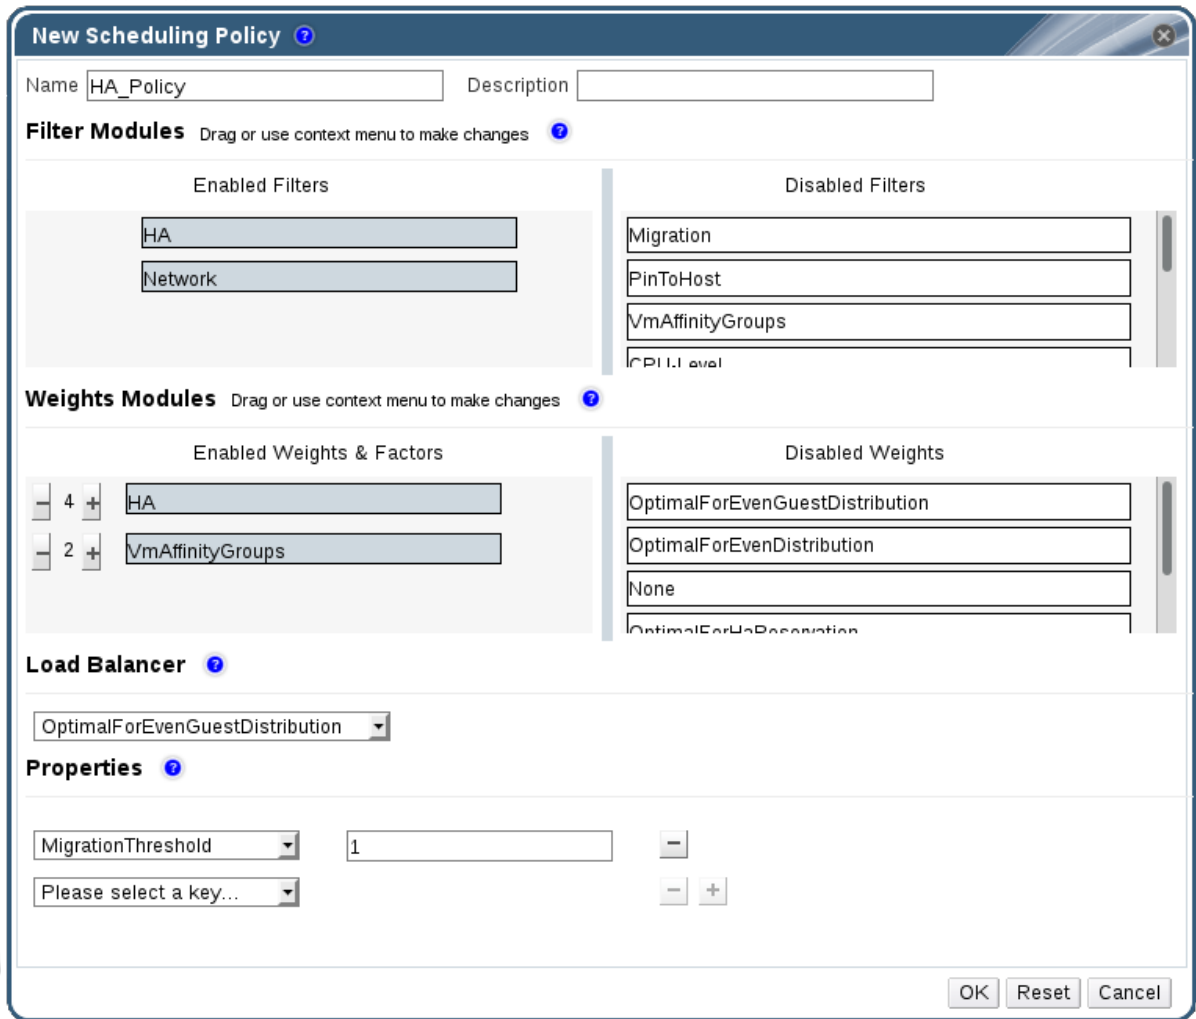 New Scheduling Policy ?
Name HA_Policy Description
Filter Modules Drag or use context menu to make changes ?
Enabled Filters Disabled Filters
HA Migration
Network PinToHost
VmAffinityGroups
CPU-Level
Weights Modules Drag or use context menu to make changes ?
Enabled Weights & Factors Disabled Weights
− 4 + HA OptimalForEvenGuestDistribution
− 2 + VmAffinityGroups OptimalForEvenDistribution
None
OptimalForHaReservation
Load Balancer ?
OptimalForEvenGuestDistribution
Properties ?
MigrationThreshold 1 −
Please select a key... − +
OK Reset Cancel